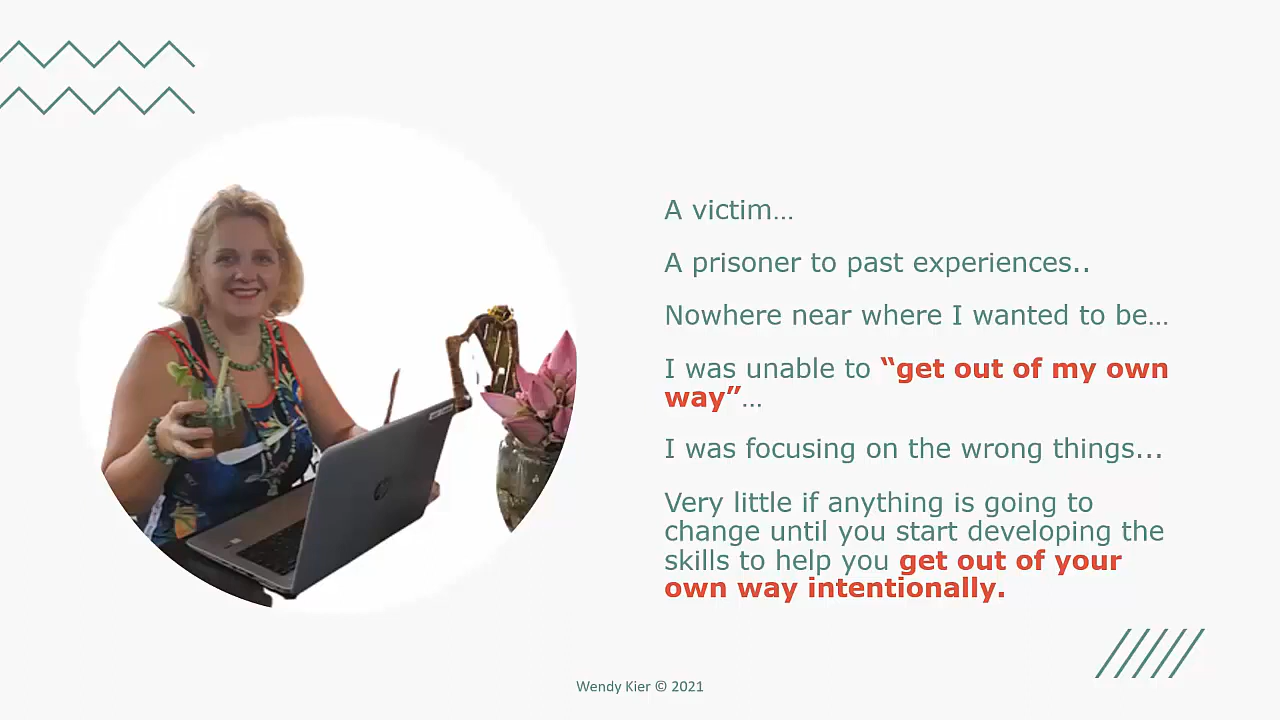 A victim…
A prisoner to past experiences..
Nowhere near where I wanted to be…
I was unable to “get out of my own
way”…
I was focusing on the wrong things...
Very little if anything is going to
change until you start developing the
skills to help you get out of your
own way intentionally.
Wendy Kier © 2021